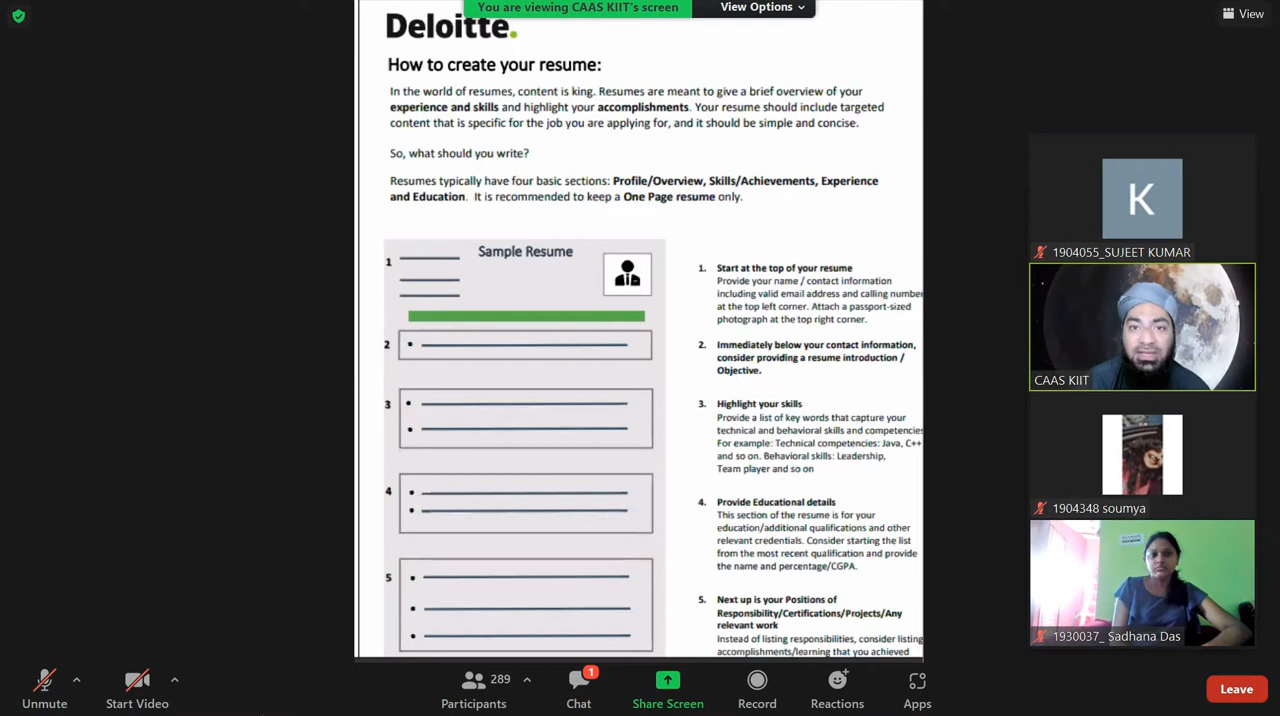 You are viewing CAAS KIIT's screen
View Options
View
Deloitte.
How to create your resume:
In the world of resumes, content is king. Resumes are meant to give a brief overview of your
experience and skills and highlight your accomplishments. Your resume should include targeted
content that is specific for the job you are applying for, and it should be simple and concise.
So, what should you write?
Resumes typically have four basic sections: Profile/Overview, Skills/Achievements, Experience
and Education. It is recommended to keep a One Page resume only.
Sample Resume
1
2
3
4
5
1. Start at the top of your resume
Provide your name / contact information
including valid email address and calling number
at the top left corner. Attach a passport-sized
photograph at the top right corner.
2. Immediately below your contact information,
consider providing a resume introduction /
Objective.
3. Highlight your skills
Provide a list of key words that capture your
technical and behavioral skills and competencies
For example: Technical competencies: Java, C++
and so on. Behavioral skills: Leadership,
Team player and so on
4. Provide Educational details
This section of the resume is for your
education/additional qualifications and other
relevant credentials. Consider starting the list
from the most recent qualification and provide
the name and percentage/CGPA.
5. Next up is your Positions of
Responsibility/Certifications/Projects/Any
relevant work
Instead of listing responsibilities, consider listing
accomplishments/learning that you achieved
K
1904055_SUJEET KUMAR
CAAS KIIT
1904348 soumya
1930037_ Sadhana Das
Unmute
Start Video
289
Participants
1
Chat
Share Screen
Record
Reactions
Apps
Leave